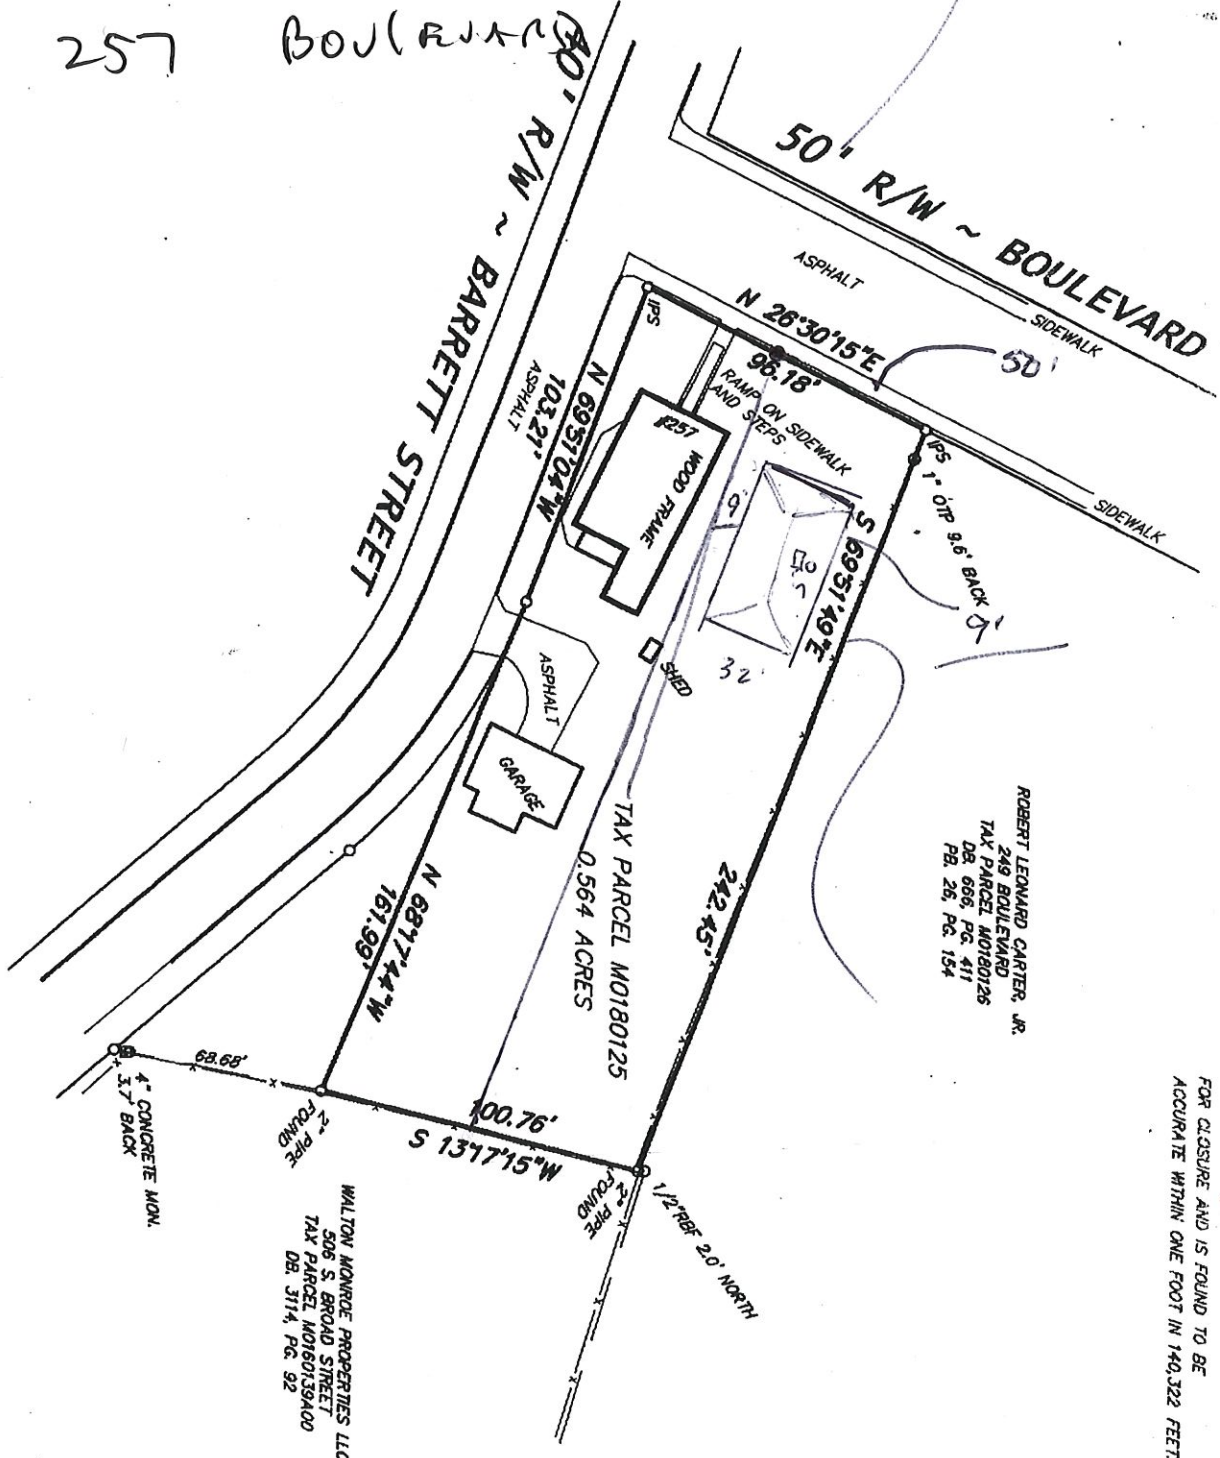 257 BOULEVARD
50' R/W ~ BOULEVARD
R/W ~ BARRETT STREET
ASPHALT
SIDEWALK
N 26°30'15"E
96.18'
50'
IPS
RAMP ON SIDEWALK
AND STEPS
IPS
1" OTP 9.6' BACK
SIDEWALK
N 69°51'04"W
103.21'
ASPHALT
#257
WOOD FRAME
9'
S 69°51'49"E
242.45'
9'
32'
SHED
ASPHALT
GARAGE
TAX PARCEL M0180125
0.564 ACRES
N 68°17'44"W
161.99'
ROBERT LEONARD CARTER, JR.
249 BOULEVARD
TAX PARCEL M0180126
DB. 666, PG. 411
PB. 26, PG. 154
68.68'
4" CONCRETE MON.
3.7' BACK
2" PIPE
FOUND
100.76'
S 13°17'15"W
2" PIPE
FOUND
1/2"RBF 2.0' NORTH
WALTON MONROE PROPERTIES LLC
506 S. BROAD STREET
TAX PARCEL M0160139A00
DB. 3114, PG. 92
FOR CLOSURE AND IS FOUND TO BE
ACCURATE WITHIN ONE FOOT IN 140,322 FEET.